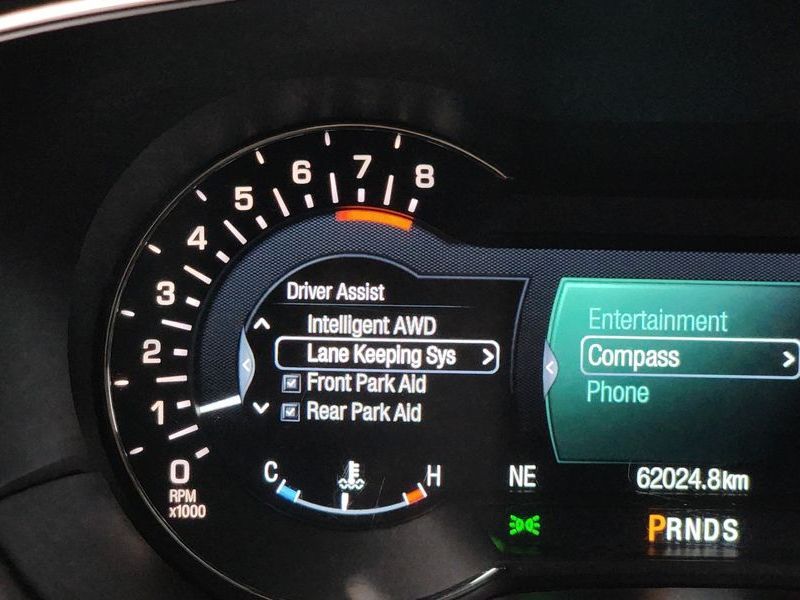 8
7
6
5
4
3
2
1
0
RPM
x1000
Driver Assist
Intelligent AWD
Lane Keeping Sys
Front Park Aid
Rear Park Aid
C H
Entertainment
Compass
Phone
NE 62024.8km
PRNDS